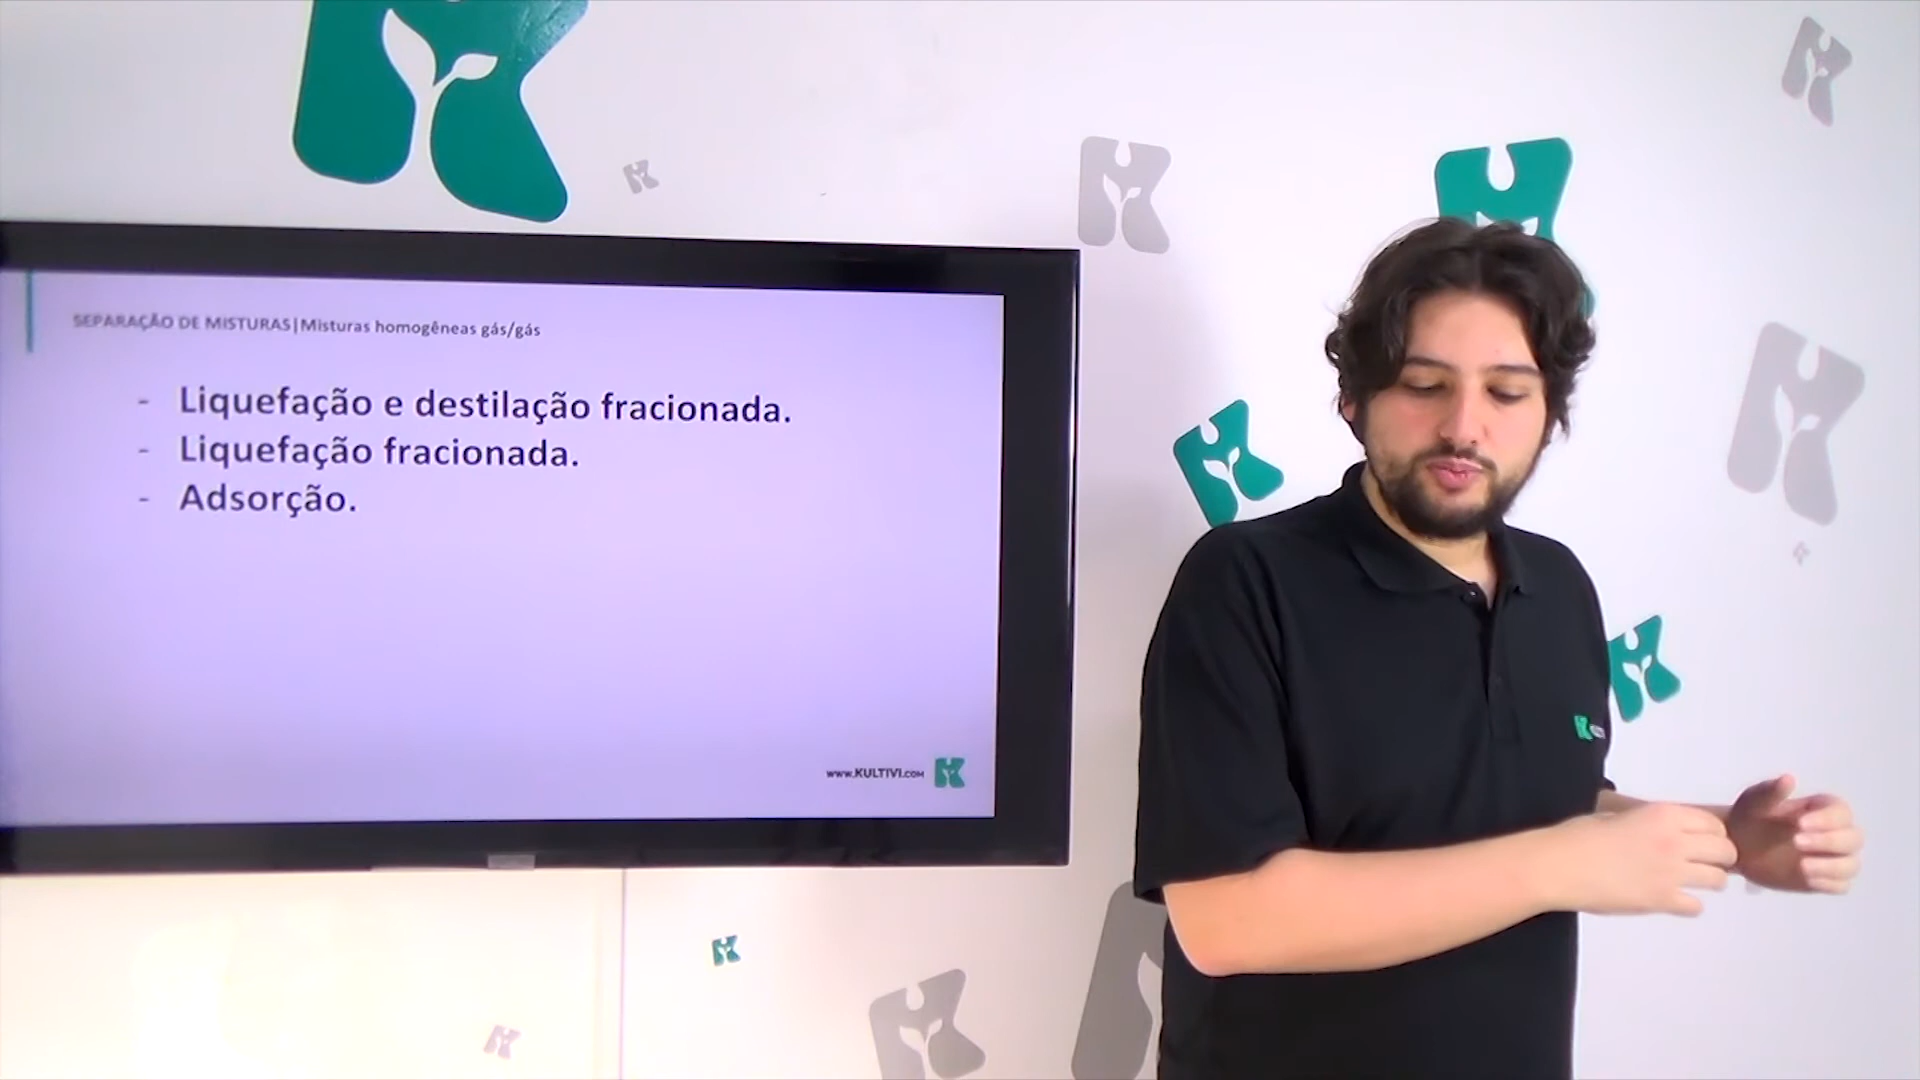 SEPARAÇÃO DE MISTURAS|Misturas homogêneas gás/gás
- Liquefação e destilação fracionada.
- Liquefação fracionada.
- Adsorção.
www.KULTIVI.COM